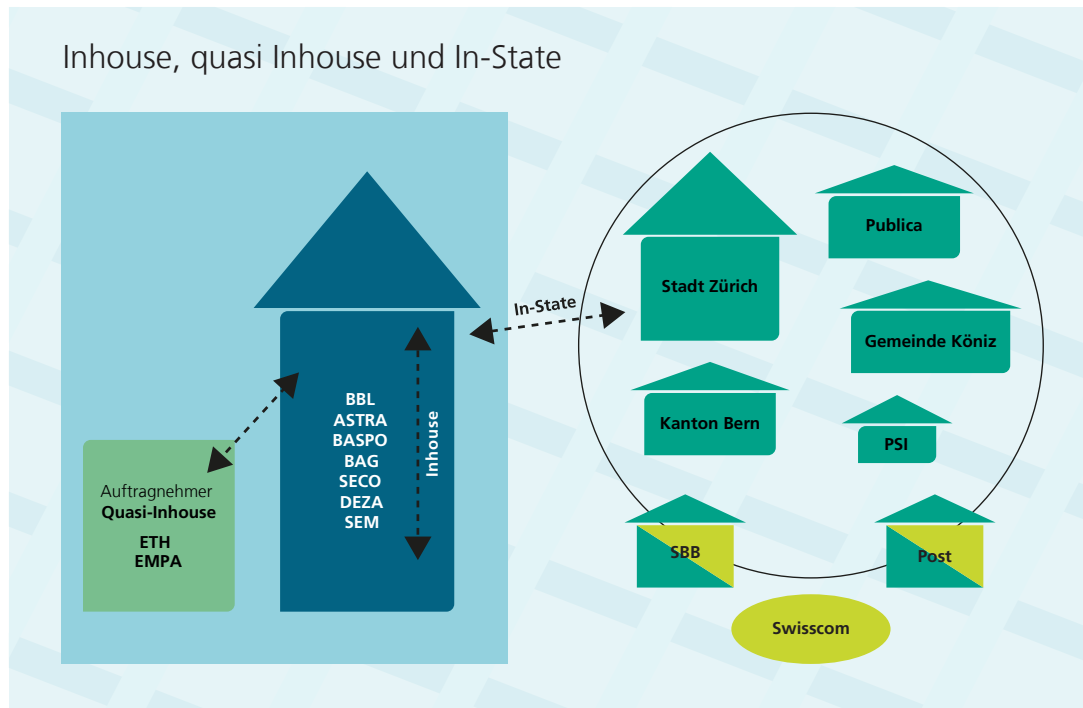 Inhouse, quasi Inhouse und In-State
Auftragnehmer
Quasi-Inhouse
ETH
EMPA
BBL
ASTRA
BASPO
BAG
SECO
DEZA
SEM
Inhouse
In-State
Stadt Zürich
Publica
Gemeinde Köniz
Kanton Bern
PSI
SBB
Post
Swisscom